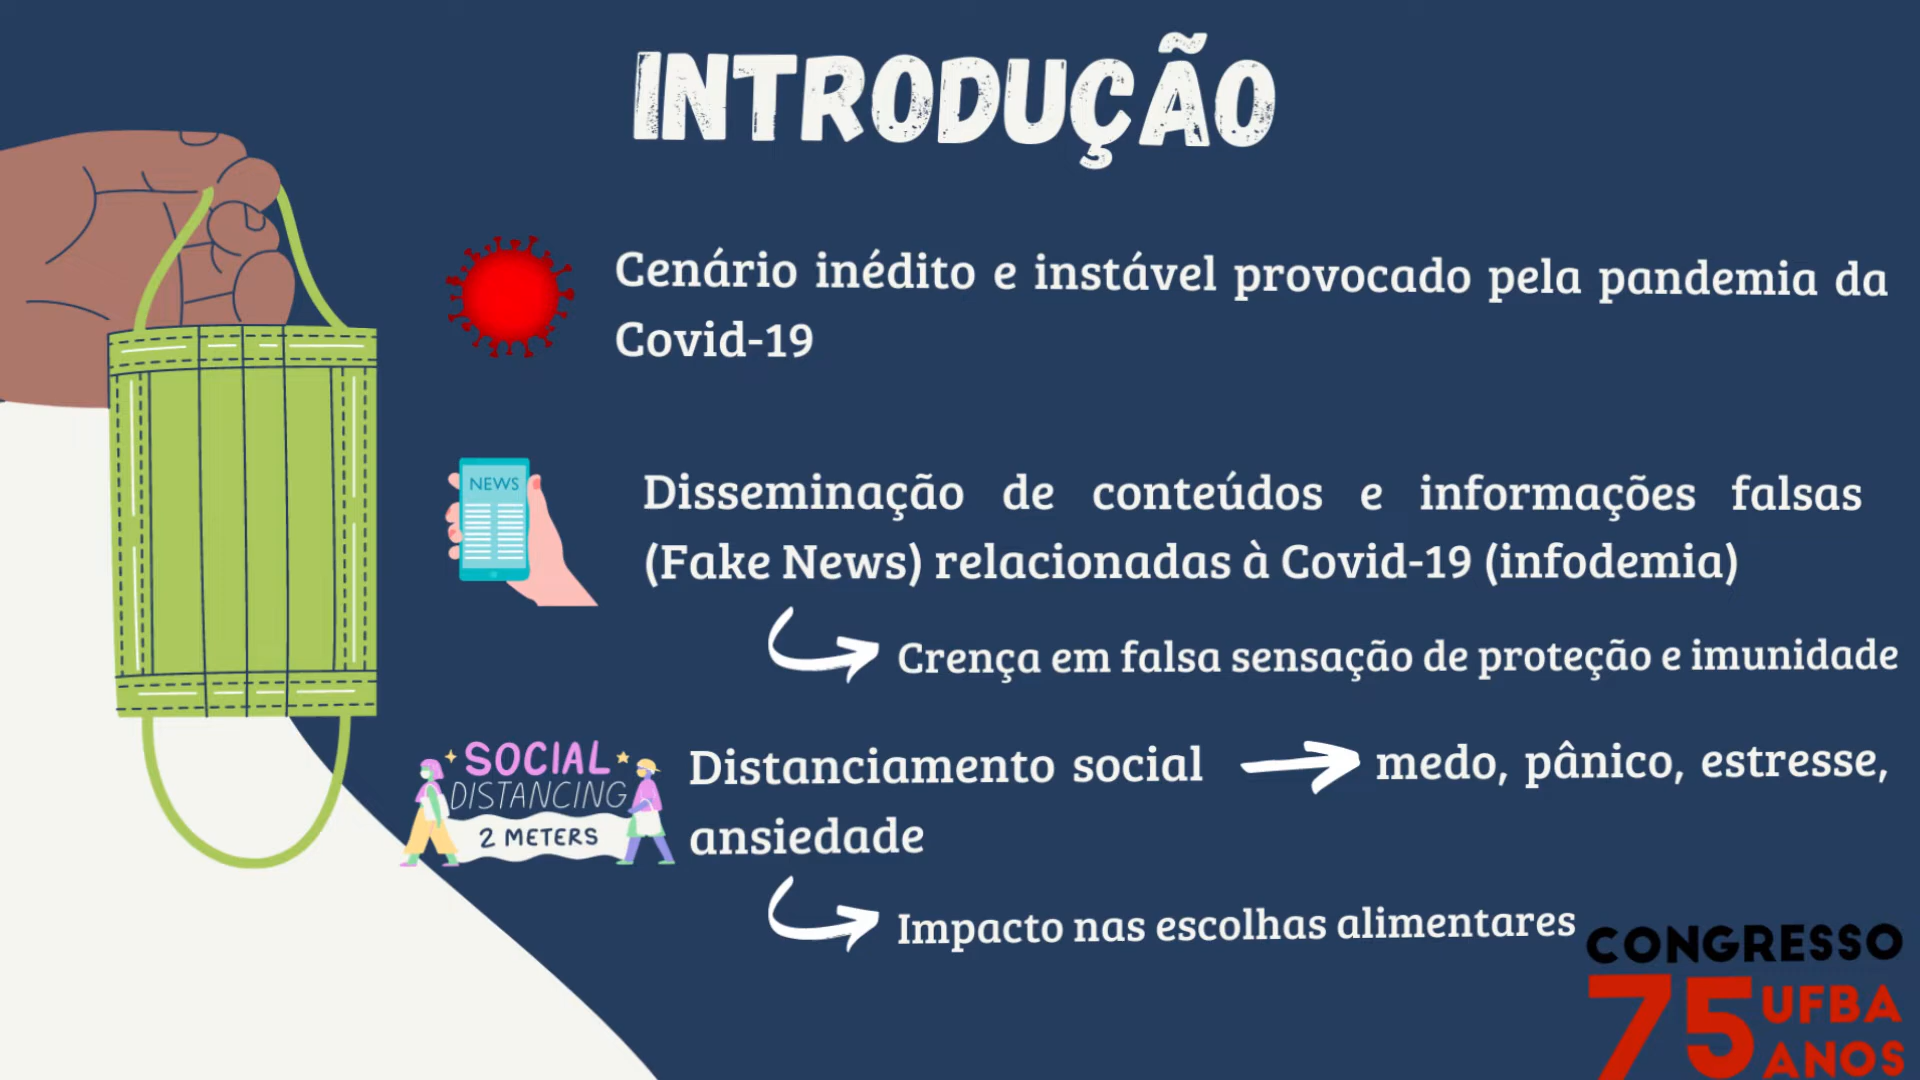 INTRODUÇÃO
Cenário inédito e instável provocado pela pandemia da
Covid-19
NEWS
Disseminação de conteúdos e informações falsas
(Fake News) relacionadas à Covid-19 (infodemia)
Crença em falsa sensação de proteção e imunidade
SOCIAL
DISTANCING
2 METERS
Distanciamento social medo, pânico, estresse,
ansiedade
Impacto nas escolhas alimentares
CONGRESSO
75 UFBA
ANOS